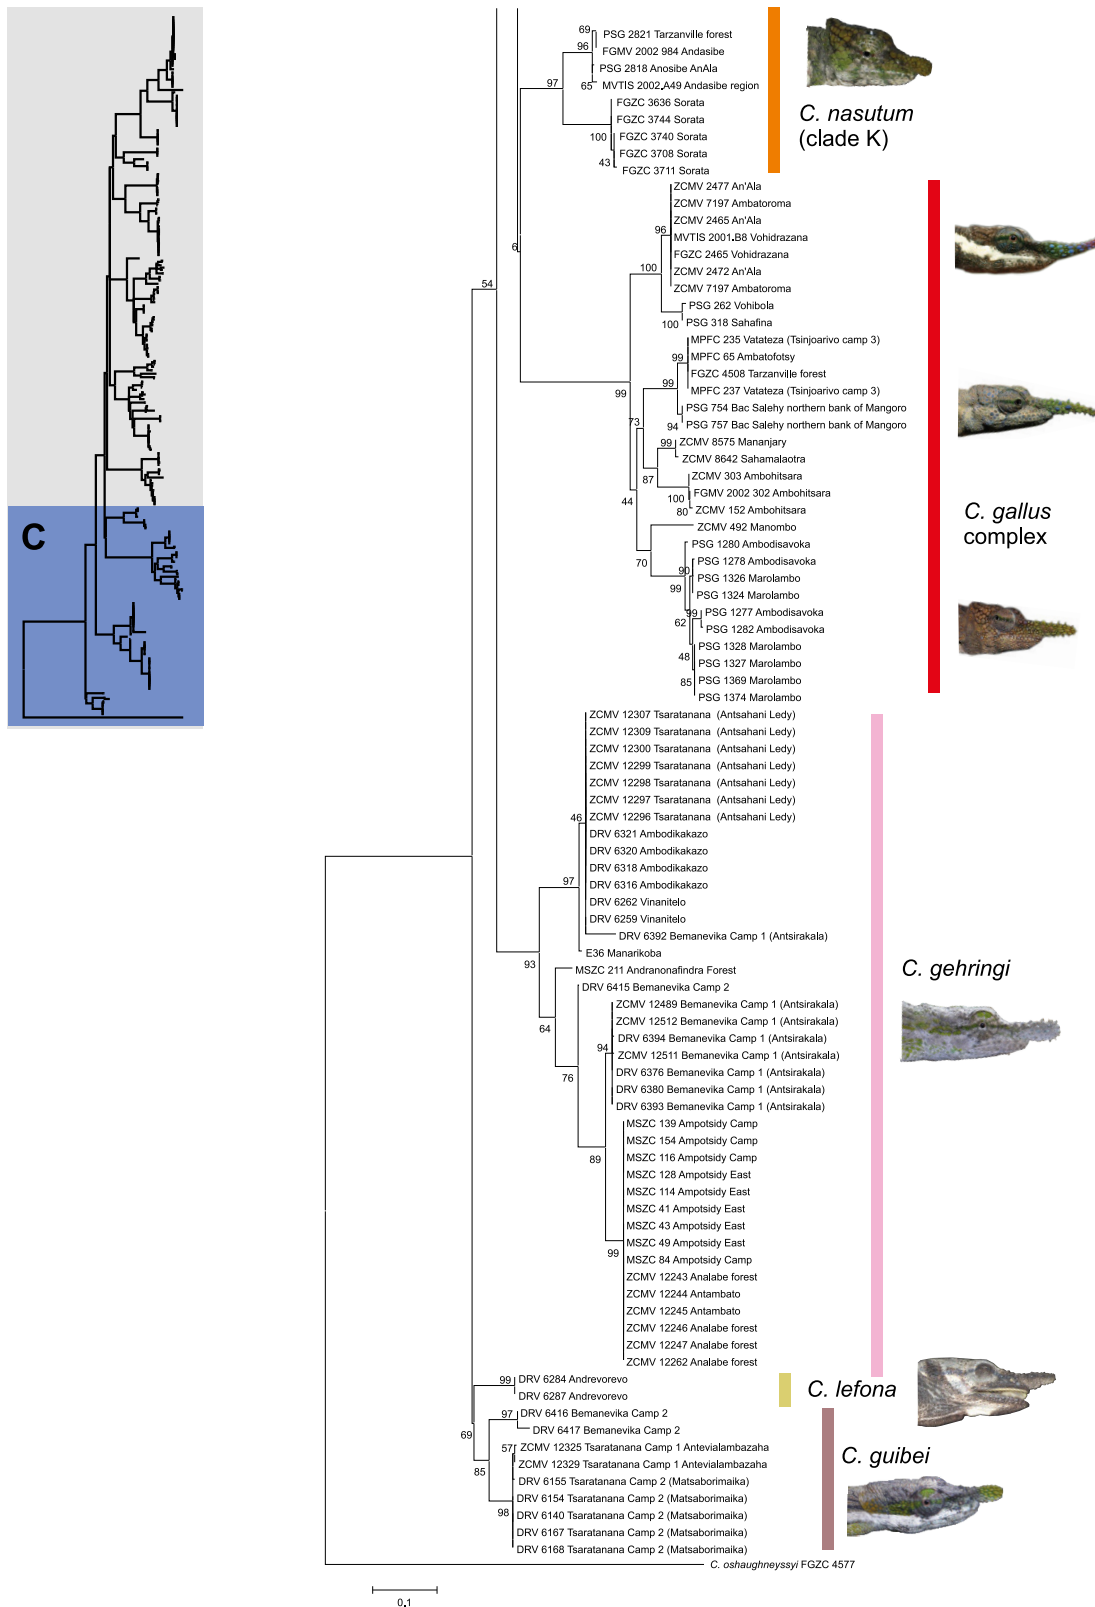 C
69
PSG 2821 Tarzanville forest
96
FGMV 2002 984 Andasibe
PSG 2818 Anosibe AnAla
97
65
MVTIS 2002.A49 Andasibe region
FGZC 3636 Sorata
FGZC 3744 Sorata
100
FGZC 3740 Sorata
FGZC 3708 Sorata
43
FGZC 3711 Sorata
C. nasutum
(clade K)
ZCMV 2477 An'Ala
ZCMV 7197 Ambatoroma
ZCMV 2465 An'Ala
96
MVTIS 2001.B8 Vohidrazana
6
FGZC 2465 Vohidrazana
100
ZCMV 2472 An'Ala
54
ZCMV 7197 Ambatoroma
PSG 262 Vohibola
100
PSG 318 Sahafina
MPFC 235 Vatateza (Tsinjoarivo camp 3)
99
MPFC 65 Ambatofotsy
FGZC 4508 Tarzanville forest
99
MPFC 237 Vatateza (Tsinjoarivo camp 3)
99
PSG 754 Bac Salehy northern bank of Mangoro
73
94
PSG 757 Bac Salehy northern bank of Mangoro
99
ZCMV 8575 Mananjary
ZCMV 8642 Sahamalaotra
87
ZCMV 303 Ambohitsara
44
100
FGMV 2002 302 Ambohitsara
80
ZCMV 152 Ambohitsara
ZCMV 492 Manombo
C. gallus
complex
PSG 1280 Ambodisavoka
70
PSG 1278 Ambodisavoka
90
PSG 1326 Marolambo
99
PSG 1324 Marolambo
99
PSG 1277 Ambodisavoka
62
PSG 1282 Ambodisavoka
PSG 1328 Marolambo
48
PSG 1327 Marolambo
85
PSG 1369 Marolambo
PSG 1374 Marolambo
ZCMV 12307 Tsaratanana (Antsahani Ledy)
ZCMV 12309 Tsaratanana (Antsahani Ledy)
ZCMV 12300 Tsaratanana (Antsahani Ledy)
ZCMV 12299 Tsaratanana (Antsahani Ledy)
ZCMV 12298 Tsaratanana (Antsahani Ledy)
ZCMV 12297 Tsaratanana (Antsahani Ledy)
46
ZCMV 12296 Tsaratanana (Antsahani Ledy)
DRV 6321 Ambodikakazo
DRV 6320 Ambodikakazo
DRV 6318 Ambodikakazo
97
DRV 6316 Ambodikakazo
DRV 6262 Vinanitelo
DRV 6259 Vinanitelo
DRV 6392 Bemanevika Camp 1 (Antsirakala)
E36 Manarikoba
93
MSZC 211 Andranonafindra Forest
C. gehringi
DRV 6415 Bemanevika Camp 2
ZCMV 12489 Bemanevika Camp 1 (Antsirakala)
64
ZCMV 12512 Bemanevika Camp 1 (Antsirakala)
DRV 6394 Bemanevika Camp 1 (Antsirakala)
94
ZCMV 12511 Bemanevika Camp 1 (Antsirakala)
76
DRV 6376 Bemanevika Camp 1 (Antsirakala)
DRV 6380 Bemanevika Camp 1 (Antsirakala)
DRV 6393 Bemanevika Camp 1 (Antsirakala)
MSZC 139 Ampotsidy Camp
MSZC 154 Ampotsidy Camp
89
MSZC 116 Ampotsidy Camp
MSZC 128 Ampotsidy East
MSZC 114 Ampotsidy East
MSZC 41 Ampotsidy East
MSZC 43 Ampotsidy East
MSZC 49 Ampotsidy East
99
MSZC 84 Ampotsidy Camp
ZCMV 12243 Analabe forest
ZCMV 12244 Antambato
ZCMV 12245 Antambato
ZCMV 12246 Analabe forest
ZCMV 12247 Analabe forest
ZCMV 12262 Analabe forest
99
DRV 6284 Andrevorevo
DRV 6287 Andrevorevo
C. lefona
97
DRV 6416 Bemanevika Camp 2
69
DRV 6417 Bemanevika Camp 2
57
ZCMV 12325 Tsaratanana Camp 1 Antevialambazaha
C. guibei
85
ZCMV 12329 Tsaratanana Camp 1 Antevialambazaha
DRV 6155 Tsaratanana Camp 2 (Matsaborimaika)
DRV 6154 Tsaratanana Camp 2 (Matsaborimaika)
98
DRV 6140 Tsaratanana Camp 2 (Matsaborimaika)
DRV 6167 Tsaratanana Camp 2 (Matsaborimaika)
DRV 6168 Tsaratanana Camp 2 (Matsaborimaika)
C. oshaughneyssyi FGZC 4577
0.1